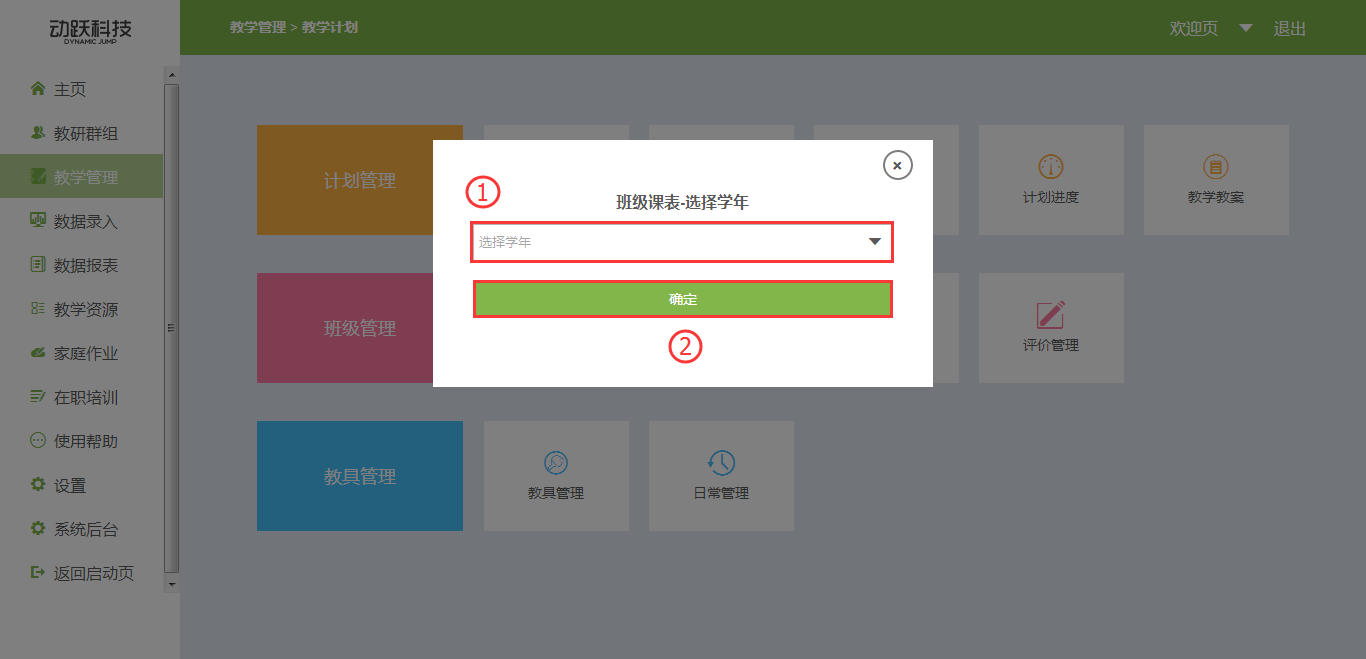 动跃科技
DYNAMIC JUMP
教学管理 > 教学计划
欢迎页
退出
主页
教研群组
教学管理
数据录入
数据报表
教学资源
家庭作业
在职培训
使用帮助
设置
系统后台
返回启动页
计划管理
计划进度
教学教案
班级管理
评价管理
教具管理
教具管理
日常管理
①
班级课表-选择学年
选择学年
确定
②